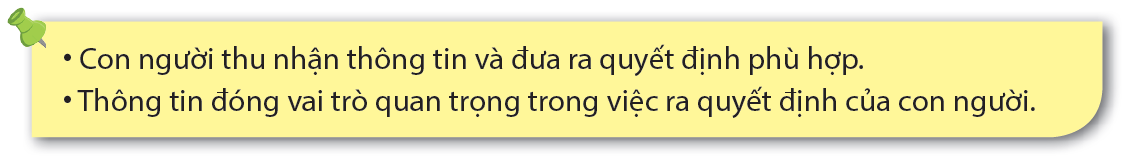 • Con người thu nhận thông tin và đưa ra quyết định phù hợp.
• Thông tin đóng vai trò quan trọng trong việc ra quyết định của con người.